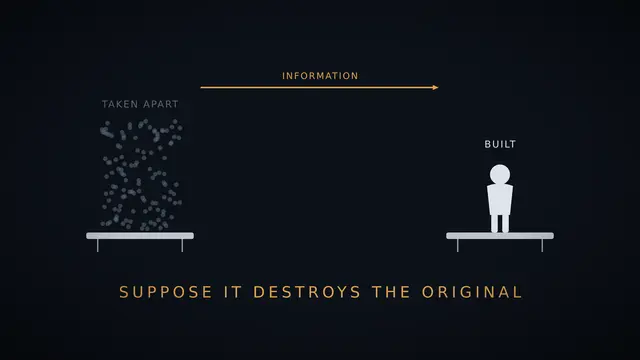 INFORMATION
TAKEN APART
BUILT
SUPPOSE IT DESTROYS THE ORIGINAL